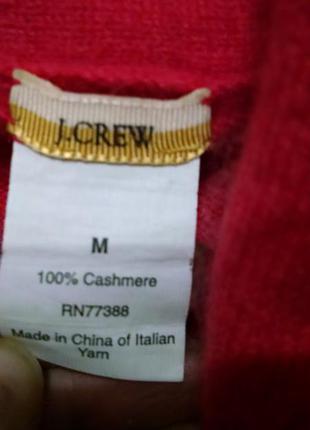 J.CREW
M
100% Cashmere
RN77388
Made in China of Italian
Yarn